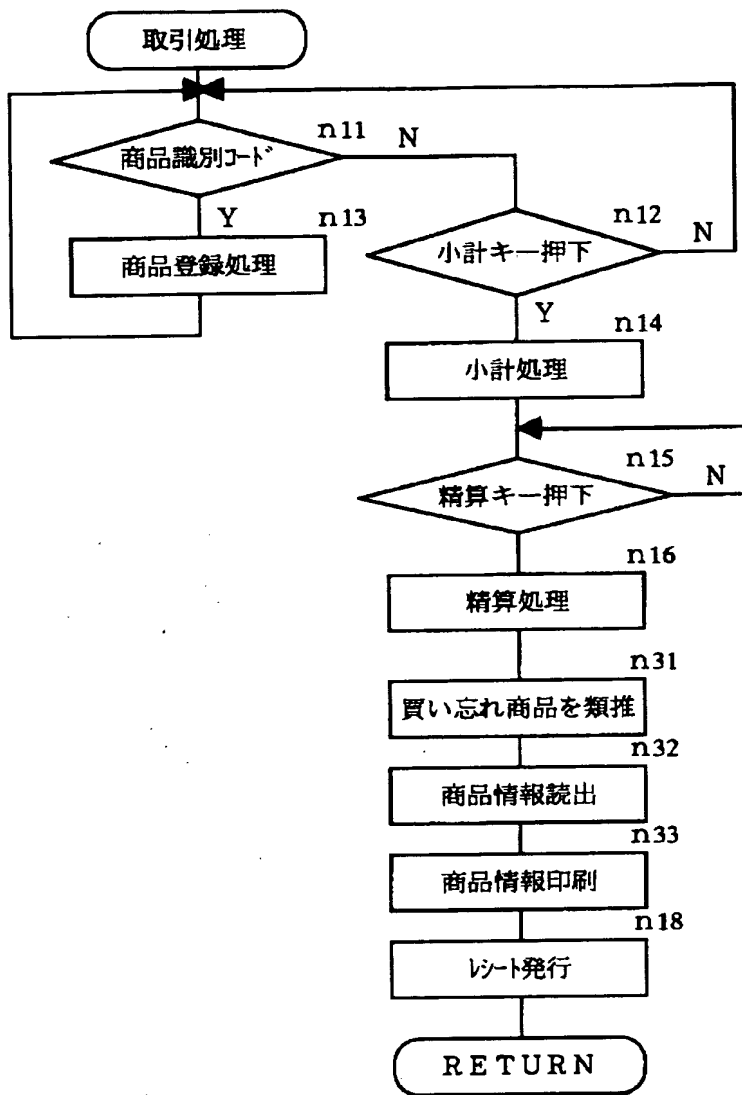 取引処理
n11
商品識別コード
N
Y
n13
商品登録処理
n12
小計キー押下
N
Y
n14
小計処理
n15
精算キー押下
N
n16
精算処理
n31
買い忘れ商品を類推
n32
商品情報読出
n33
商品情報印刷
n18
レシート発行
RETURN